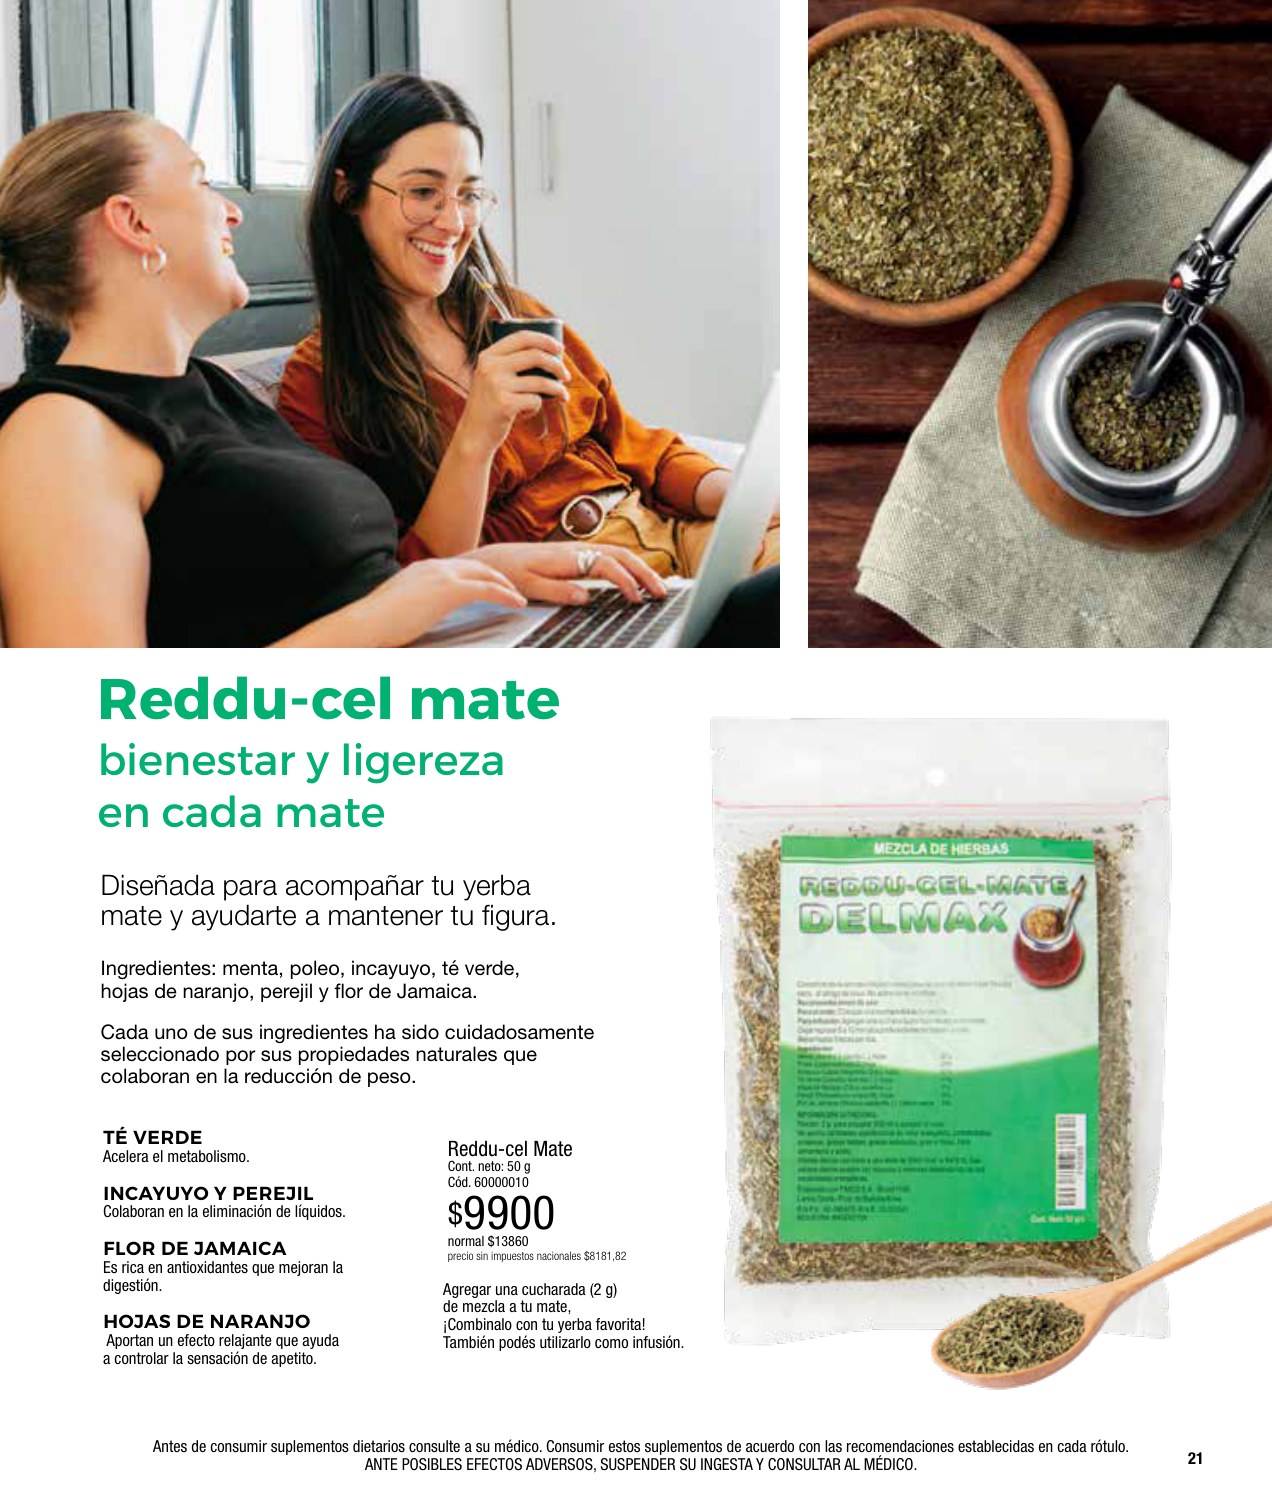 Reddu-cel mate
bienestar y ligereza
en cada mate
Diseñada para acompañar tu yerba
mate y ayudarte a mantener tu figura.
Ingredientes: menta, poleo, incayuyo, té verde,
hojas de naranjo, perejil y flor de Jamaica.
Cada uno de sus ingredientes ha sido cuidadosamente
seleccionado por sus propiedades naturales que
colaboran en la reducción de peso.
TÉ VERDE
Acelera el metabolismo.
INCAYUYO Y PEREJIL
Colaboran en la eliminación de líquidos.
FLOR DE JAMAICA
Es rica en antioxidantes que mejoran la
digestión.
HOJAS DE NARANJO
Aportan un efecto relajante que ayuda
a controlar la sensación de apetito.
Reddu-cel Mate
Cont. neto: 50 g
Cód. 60000010
$9900
normal $13860
precio sin impuestos nacionales $8181,82
Agregar una cucharada (2 g)
de mezcla a tu mate,
¡Combinalo con tu yerba favorita!
También podés utilizarlo como infusión.
MEZCLA DE HIERBAS
REDDU-CEL-MATE
DELMAX
Antes de consumir suplementos dietarios consulte a su médico. Consumir estos suplementos de acuerdo con las recomendaciones establecidas en cada rótulo.
ANTE POSIBLES EFECTOS ADVERSOS, SUSPENDER SU INGESTA Y CONSULTAR AL MÉDICO.
21